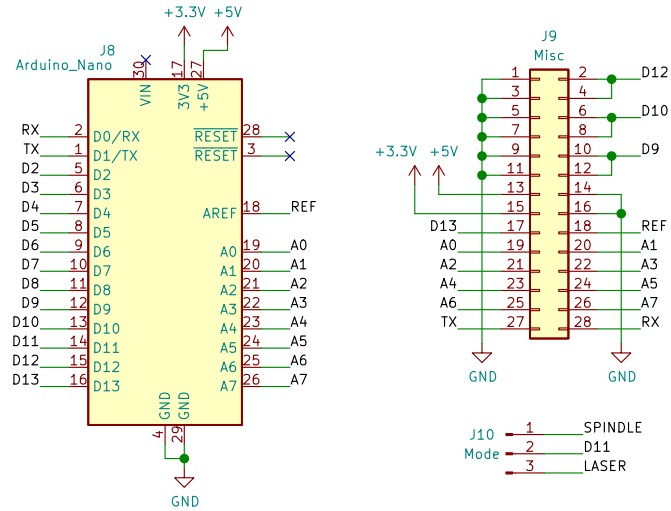 +3.3V +5V
J8
Arduino_Nano
30 17 27
VIN 3V3 +5V
RX 2 D0/RX RESET 28
TX 1 D1/TX RESET 3
D2 5 D2
D3 6 D3
D4 7 D4 AREF 18 REF
D5 8 D5
D6 9 D6 A0 19 A0
D7 10 D7 A1 20 A1
D8 11 D8 A2 21 A2
D9 12 D9 A3 22 A3
D10 13 D10 A4 23 A4
D11 14 D11 A5 24 A5
D12 15 D12 A6 25 A6
D13 16 D13 A7 26 A7
GND GND
4 29
GND
J9
Misc
1 2 D12
3 4
5 6 D10
7 8
9 10 D9
+3.3V +5V
11 12
13 14
15 16
D13 17 18 REF
A0 19 20 A1
A2 21 22 A3
A4 23 24 A5
A6 25 26 A7
TX 27 28 RX
GND GND
J10
Mode
1 SPINDLE
2 D11
3 LASER